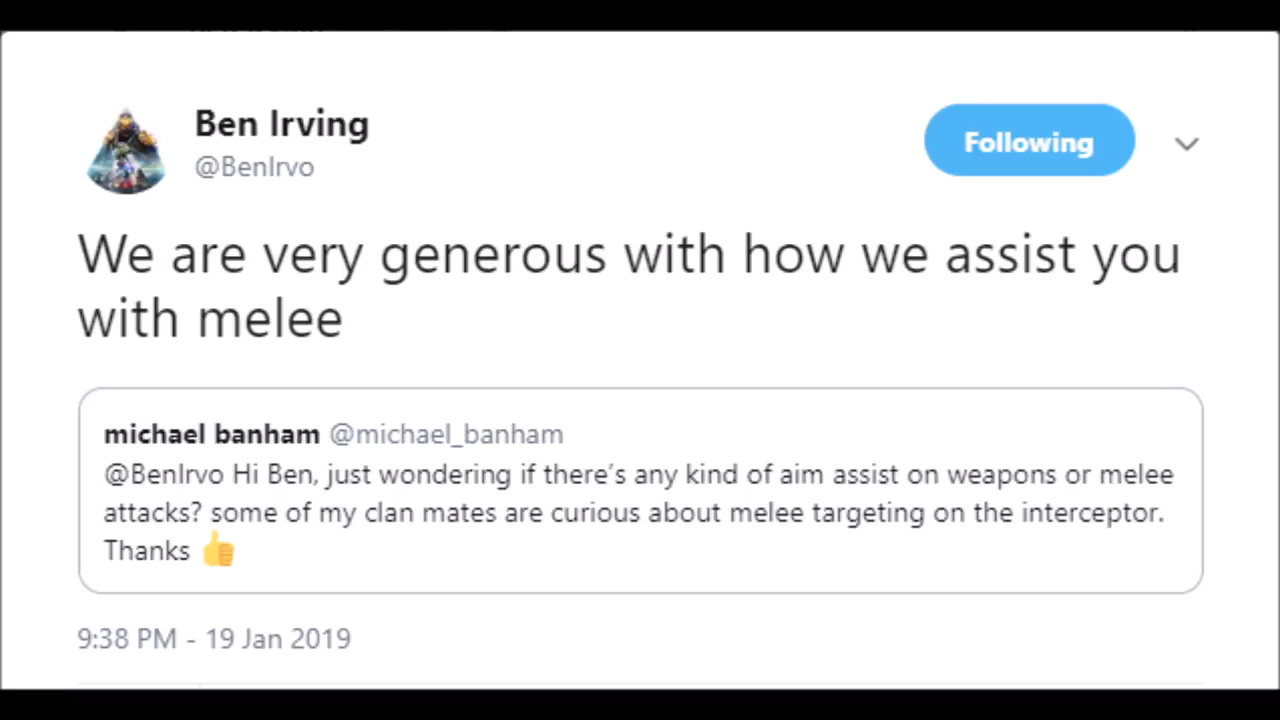 Ben Irving
@BenIrvo
Following
We are very generous with how we assist you
with melee
michael banham @michael_banham
@BenIrvo Hi Ben, just wondering if there's any kind of aim assist on weapons or melee
attacks? some of my clan mates are curious about melee targeting on the interceptor.
Thanks 👍
9:38 PM - 19 Jan 2019